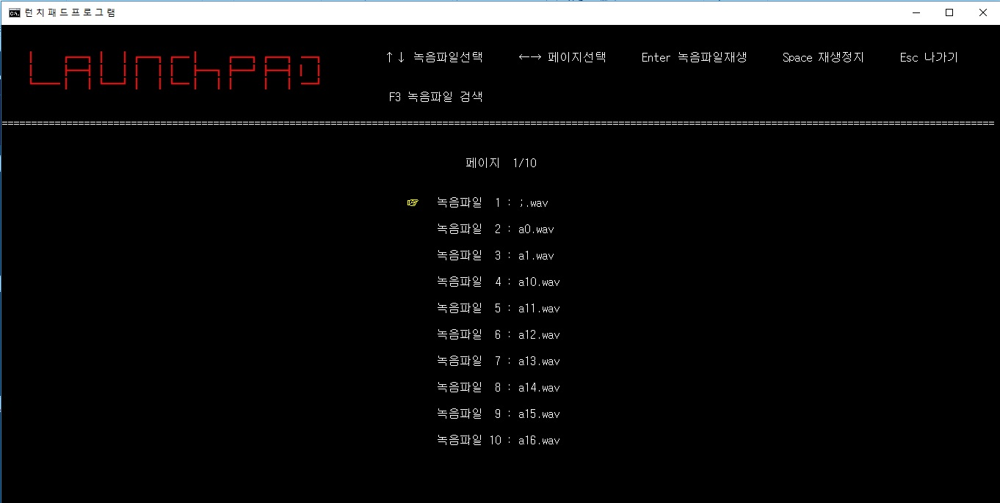 런 치 패 드 프 로 그 램
LAUNChPAD
↑↓ 녹음파일선택 ←→ 페이지선택 Enter 녹음파일재생 Space 재생정지 Esc 나가기
F3 녹음파일 검색
페이지 1/10
☞ 녹음파일 1 : ;.wav
녹음파일 2 : a0.wav
녹음파일 3 : a1.wav
녹음파일 4 : a10.wav
녹음파일 5 : a11.wav
녹음파일 6 : a12.wav
녹음파일 7 : a13.wav
녹음파일 8 : a14.wav
녹음파일 9 : a15.wav
녹음파일 10 : a16.wav